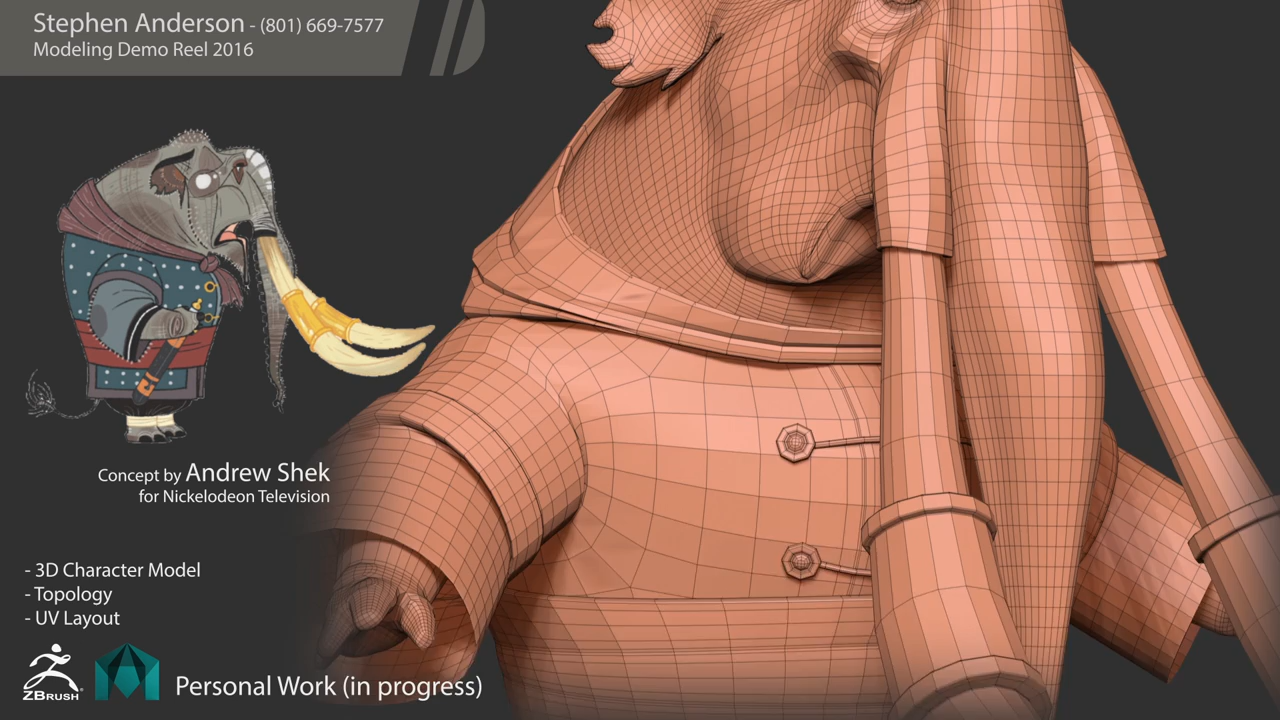 Stephen Anderson - (801) 669-7577
Modeling Demo Reel 2016
Concept by Andrew Shek
for Nickelodeon Television
- 3D Character Model
- Topology
- UV Layout
ZBRUSH
Personal Work (in progress)